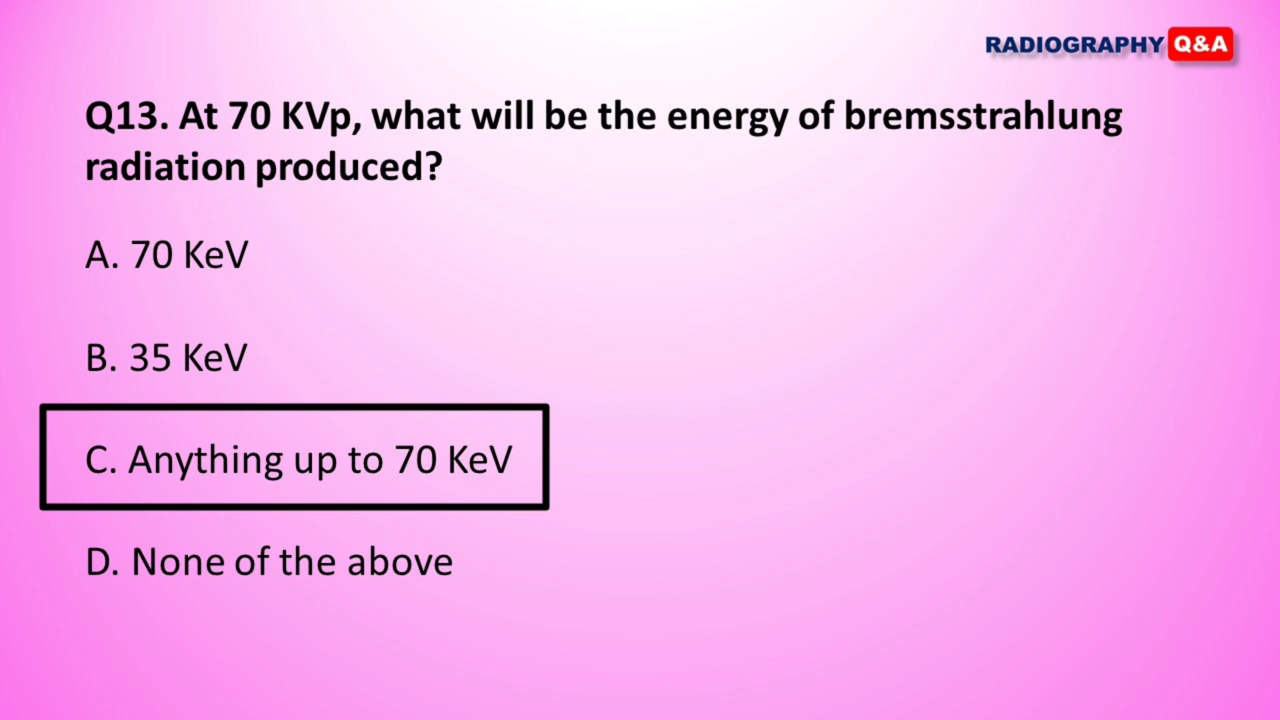 RADIOGRAPHY Q&A
Q13. At 70 KVp, what will be the energy of bremsstrahlung
radiation produced?
A. 70 KeV
B. 35 KeV
C. Anything up to 70 KeV
D. None of the above